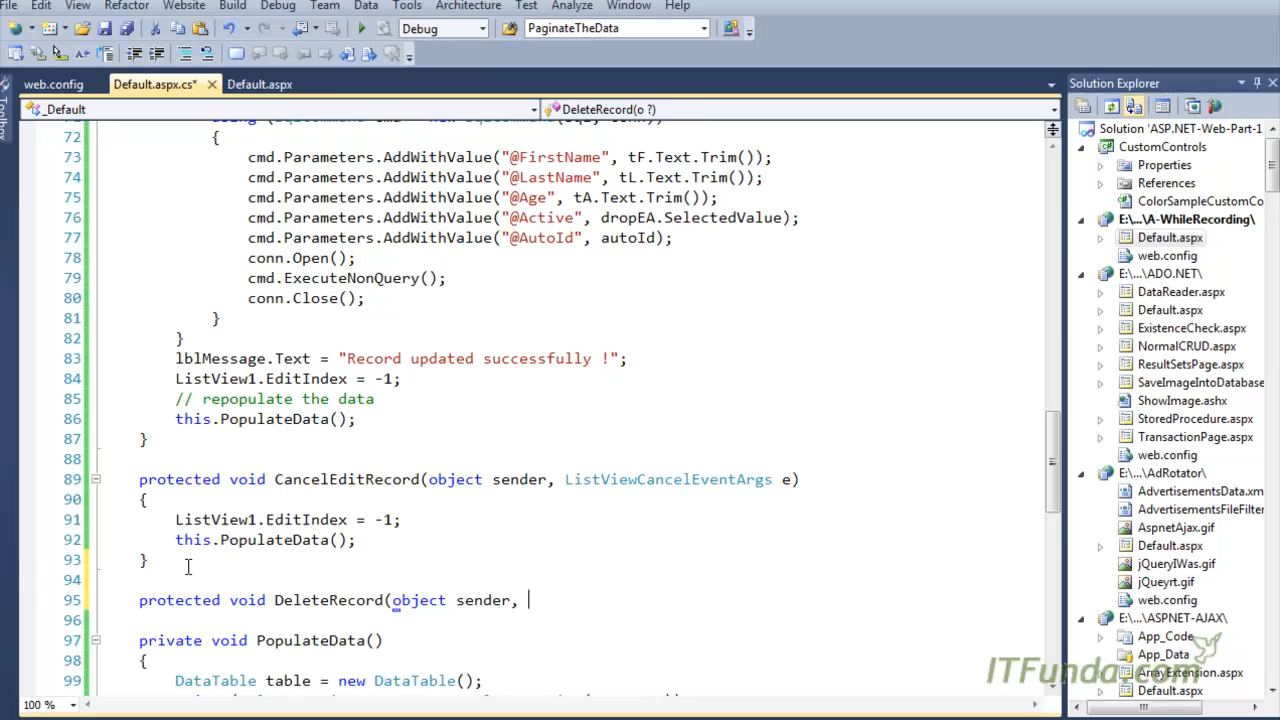 File Edit View Refactor Website Build Debug Team Data Tools Architecture Test Analyze Window Help
Debug PaginateTheData
web.config Default.aspx.cs* Default.aspx Solution Explorer
_Default DeleteRecord(o ?)
Toolbox
72 {
73 cmd.Parameters.AddWithValue("@FirstName", tF.Text.Trim());
74 cmd.Parameters.AddWithValue("@LastName", tL.Text.Trim());
75 cmd.Parameters.AddWithValue("@Age", tA.Text.Trim());
76 cmd.Parameters.AddWithValue("@Active", dropEA.SelectedValue);
77 cmd.Parameters.AddWithValue("@AutoId", autoId);
78 conn.Open();
79 cmd.ExecuteNonQuery();
80 conn.Close();
81 }
82 }
83 lblMessage.Text = "Record updated successfully !";
84 ListView1.EditIndex = -1;
85 // repopulate the data
86 this.PopulateData();
87 }
88
89 protected void CancelEditRecord(object sender, ListViewCancelEventArgs e)
90 {
91 ListView1.EditIndex = -1;
92 this.PopulateData();
93 }
94
95 protected void DeleteRecord(object sender,
96
97 private void PopulateData()
98 {
99 DataTable table = new DataTable();
100 %
Solution 'ASP.NET-Web-Part-1
CustomControls
Properties
References
ColorSampleCustomCo
E:\...\A-WhileRecording\
Default.aspx
web.config
E:\...\ADO.NET\
DataReader.aspx
Default.aspx
ExistenceCheck.aspx
NormalCRUD.aspx
ResultSetsPage.aspx
SaveImageIntoDatabase
ShowImage.ashx
StoredProcedure.aspx
TransactionPage.aspx
web.config
E:\...\AdRotator\
AdvertisementsData.xm
AdvertisementsFileFilter
AspnetAjax.gif
Default.aspx
jQueryIWas.gif
jQueyrt.gif
web.config
E:\...\ASPNET-AJAX\
App_Code
App_Data
ArrayExtension.aspx
Default.aspx
ITFunda.com